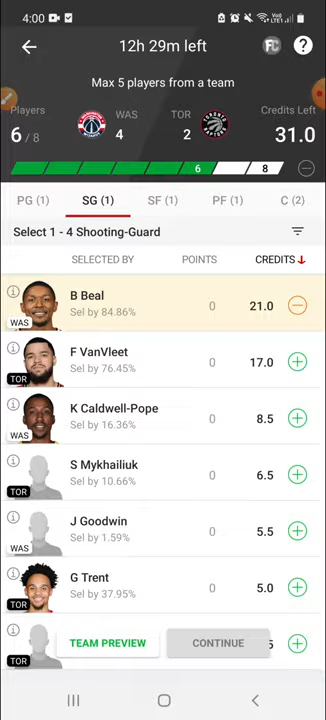 4:00
12h 29m left
FC
?
Max 5 players from a team
Players
6 / 8
WAS
4
TOR
2
Credits Left
31.0
6
8
PG (1)
SG (1)
SF (1)
PF (1)
C (2)
Select 1 - 4 Shooting-Guard
SELECTED BY
POINTS
CREDITS
B Beal
Sel by 84.86%
0
21.0
WAS
F VanVleet
Sel by 76.45%
0
17.0
TOR
K Caldwell-Pope
Sel by 16.36%
0
8.5
WAS
S Mykhailiuk
Sel by 10.66%
0
6.5
TOR
J Goodwin
Sel by 1.59%
0
5.5
WAS
G Trent
Sel by 37.95%
0
5.0
TOR
TEAM PREVIEW
CONTINUE
5
TOR